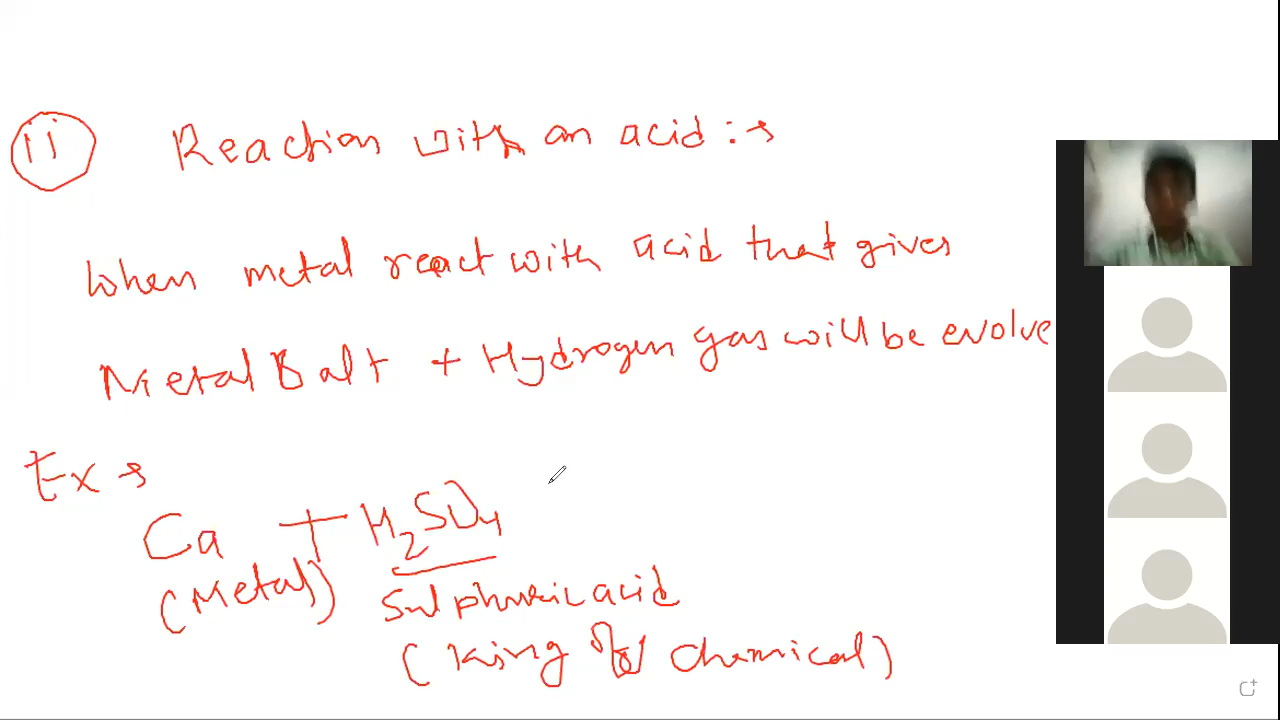 ii Reaction with an acid :→
When metal react with acid that gives
Metal Balt + Hydrogen gas will be evolve
Ex →
Ca + H₂SO₄
(Metal) Sulphuric acid
(King of chemical)